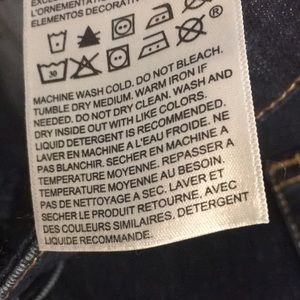 L'ORNEMENTATION
ELEMENTOS DECORATIV
30
MACHINE WASH COLD. DO NOT BLEACH.
TUMBLE DRY MEDIUM. WARM IRON IF
NEEDED. DO NOT DRY CLEAN. WASH AND
DRY INSIDE OUT WITH LIKE COLORS.
LIQUID DETERGENT IS RECOMMENDED.
LAVER EN MACHINE A L'EAU FROIDE. NE
PAS BLANCHIR. SECHER EN MACHINE A
TEMPERATURE MOYENNE. REPASSER A
TEMPERATURE MOYENNE AU BESOIN.
PAS DE NETTOYAGE A SEC. LAVER ET
SECHER LE PRODUIT RETOURNE, AVEC
DES COULEURS SIMILAIRES, DETERGENT
LIQUIDE RECOMMANDE.